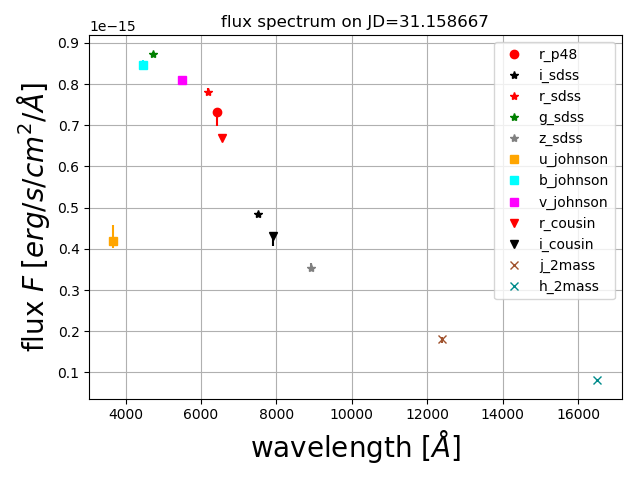 flux spectrum on JD=31.158667
1e−15
0.9
0.8
0.7
0.6
0.5
0.4
0.3
0.2
0.1
flux F [erg/s/cm²/Å]
4000 6000 8000 10000 12000 14000 16000
wavelength [Å]
r_p48
i_sdss
r_sdss
g_sdss
z_sdss
u_johnson
b_johnson
v_johnson
r_cousin
i_cousin
j_2mass
h_2mass